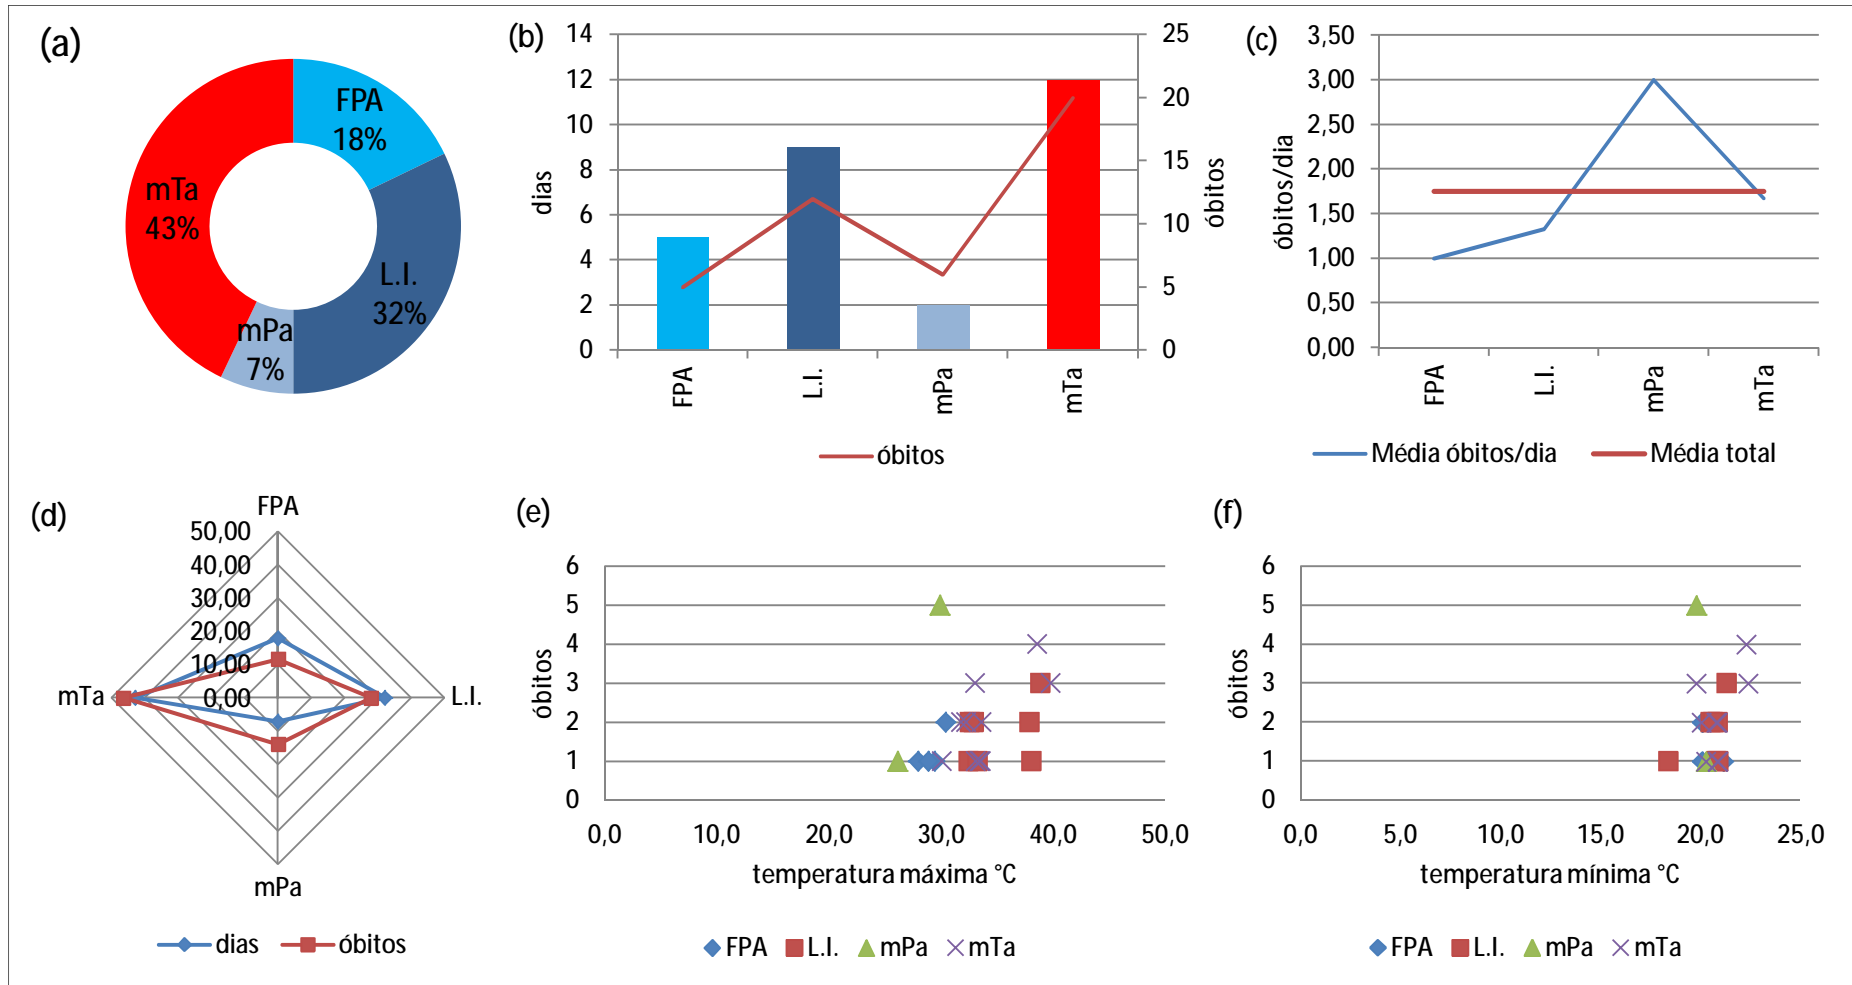 (a)
FPA
18%
mTa
43%
L.I.
32%
mPa
7%
(b)
14
12
10
8
6
4
2
0
dias
25
20
15
10
5
0
óbitos
FPA
L.I.
mPa
mTa
óbitos
(c)
3,50
3,00
2,50
2,00
1,50
1,00
0,50
0,00
óbitos/dia
FPA
L.I.
mPa
mTa
Média óbitos/dia Média total
(d)
FPA
50,00
40,00
30,00
20,00
10,00
0,00
mTa
L.I.
mPa
dias óbitos
(e)
6
5
4
3
2
1
0
óbitos
0,0 10,0 20,0 30,0 40,0 50,0
temperatura máxima °C
FPA L.I. mPa mTa
(f)
6
5
4
3
2
1
0
óbitos
0,0 5,0 10,0 15,0 20,0 25,0
temperatura mínima °C
FPA L.I. mPa mTa